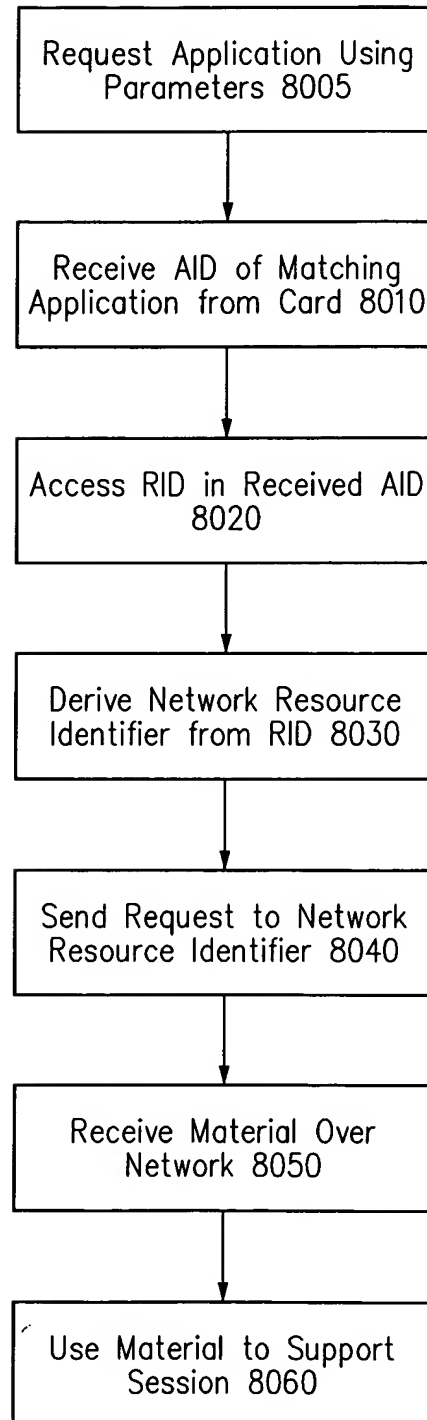 Request Application Using
Parameters 8005
Receive AID of Matching
Application from Card 8010
Access RID in Received AID
8020
Derive Network Resource
Identifier from RID 8030
Send Request to Network
Resource Identifier 8040
Receive Material Over
Network 8050
Use Material to Support
Session 8060